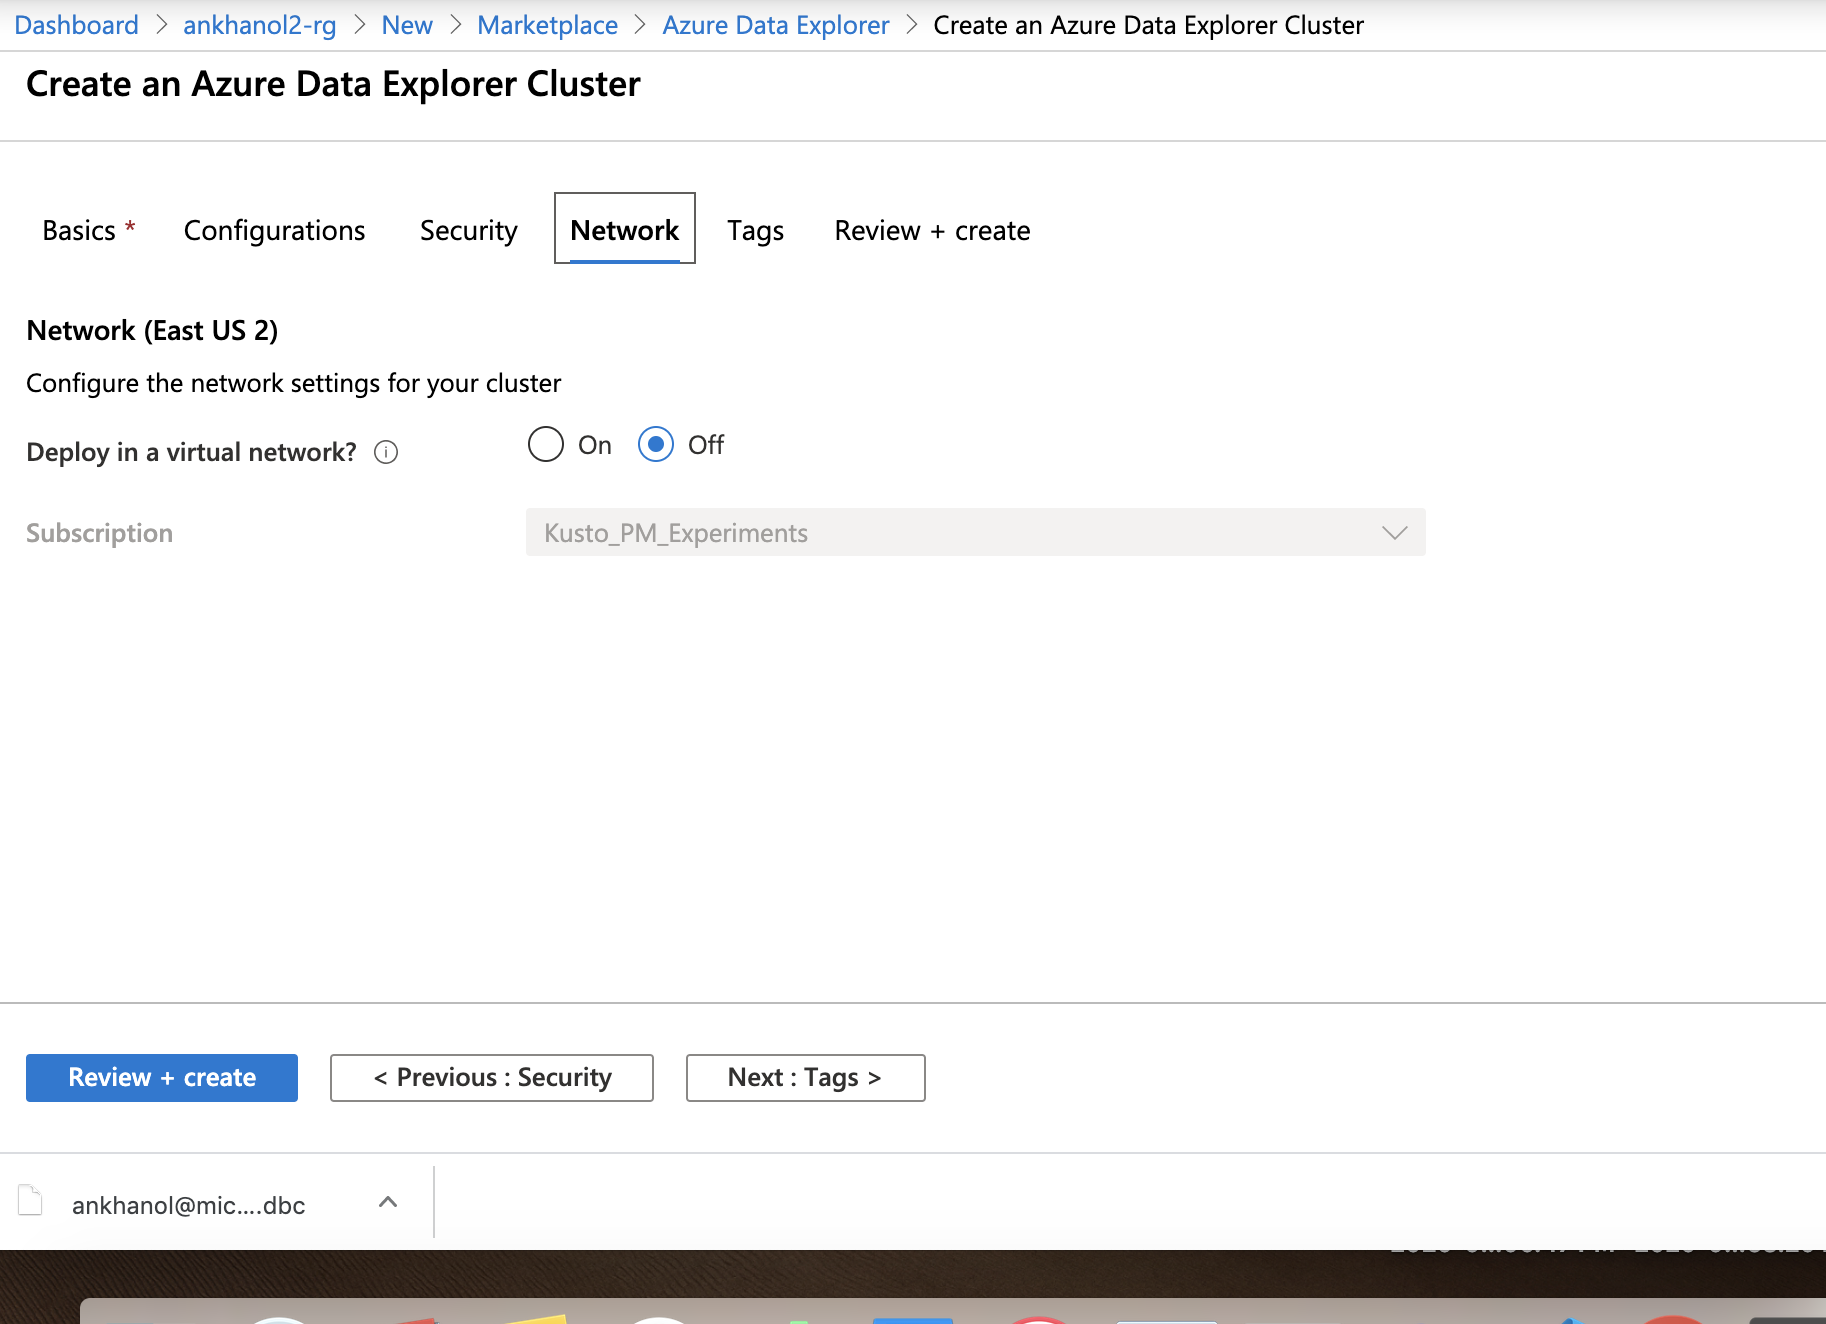 Dashboard > ankhanol2-rg > New > Marketplace > Azure Data Explorer > Create an Azure Data Explorer Cluster
Create an Azure Data Explorer Cluster
Basics * Configurations Security Network Tags Review + create
Network (East US 2)
Configure the network settings for your cluster
Deploy in a virtual network? On Off
Subscription Kusto_PM_Experiments
Review + create < Previous : Security Next : Tags >
ankhanol@mic....dbc